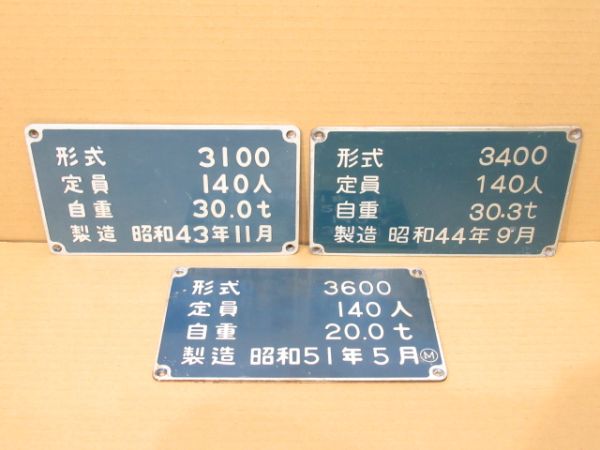 形式 3100
定員 140人
自重 30.0t
製造 昭和43年11月
形式 3400
定員 140人
自重 30.3t
製造 昭和44年9月
形式 3600
定員 140人
自重 20.0t
製造 昭和51年5月Ⓜ